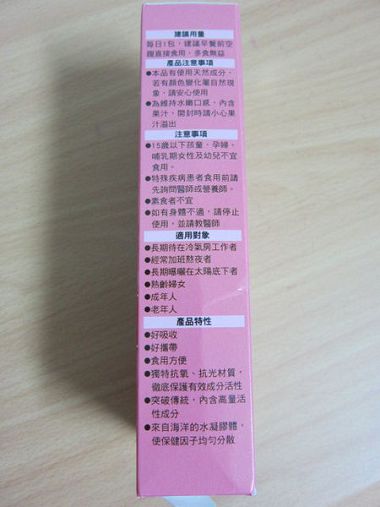 建議用量
每日1包，建議早餐前空
腹直接食用，多食無益
產品注意事項
●本品有使用天然成分，
若有顏色變化屬自然現
象，請安心使用
●為維持水嫩口感，內含
果汁，開封時請小心果
汁溢出
注意事項
●15歲以下孩童、孕婦、
哺乳期女性及幼兒不宜
食用。
●特殊疾病患者食用前請
先詢問醫師或營養師。
●素食者不宜
●如有身體不適，請停止
使用，並請教醫師
適用對象
●長期待在冷氣房工作者
●經常加班熬夜者
●長期曝曬在太陽底下者
●熟齡婦女
●成年人
●老年人
產品特性
●好吸收
●好攜帶
●食用方便
●獨特抗氧、抗光材質，
徹底保護有效成分活性
●突破傳統，內含高量活
性成分
●來自海洋的水凝膠體，
使保健因子均勻分散